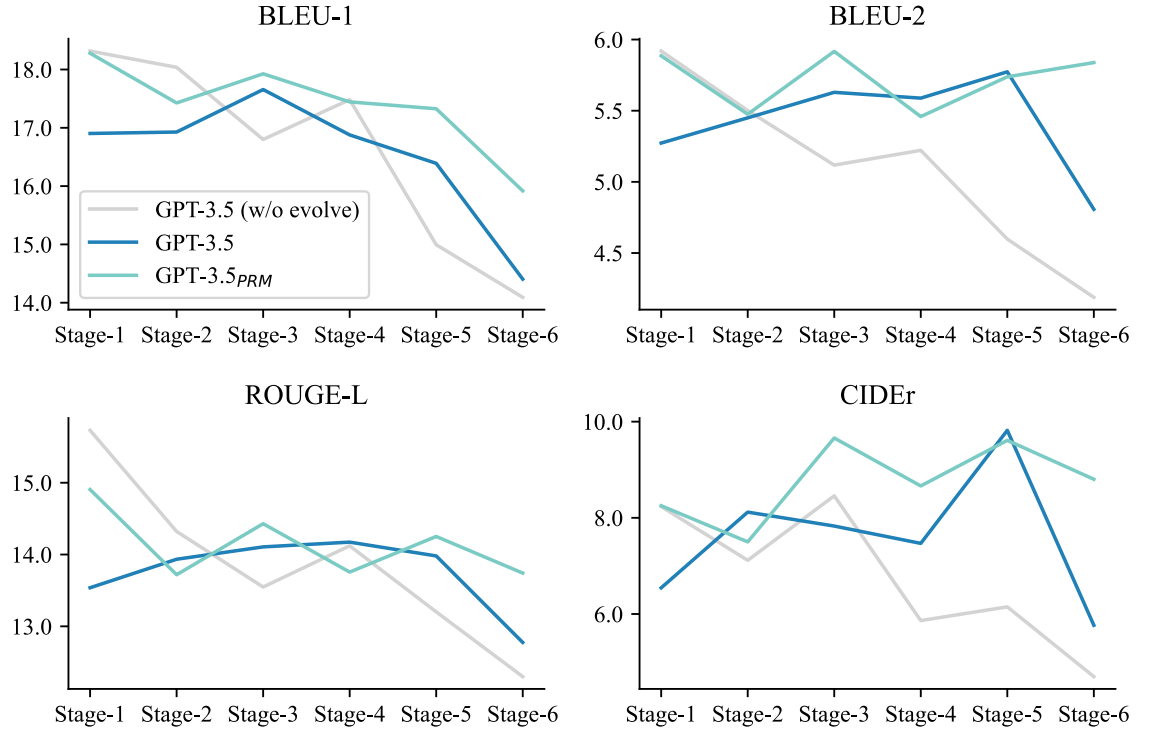 BLEU-1
18.0
17.0
16.0
15.0
14.0
GPT-3.5 (w/o evolve)
GPT-3.5
GPT-3.5PRM
Stage-1 Stage-2 Stage-3 Stage-4 Stage-5 Stage-6
BLEU-2
6.0
5.5
5.0
4.5
Stage-1 Stage-2 Stage-3 Stage-4 Stage-5 Stage-6
ROUGE-L
15.0
14.0
13.0
Stage-1 Stage-2 Stage-3 Stage-4 Stage-5 Stage-6
CIDEr
10.0
8.0
6.0
Stage-1 Stage-2 Stage-3 Stage-4 Stage-5 Stage-6